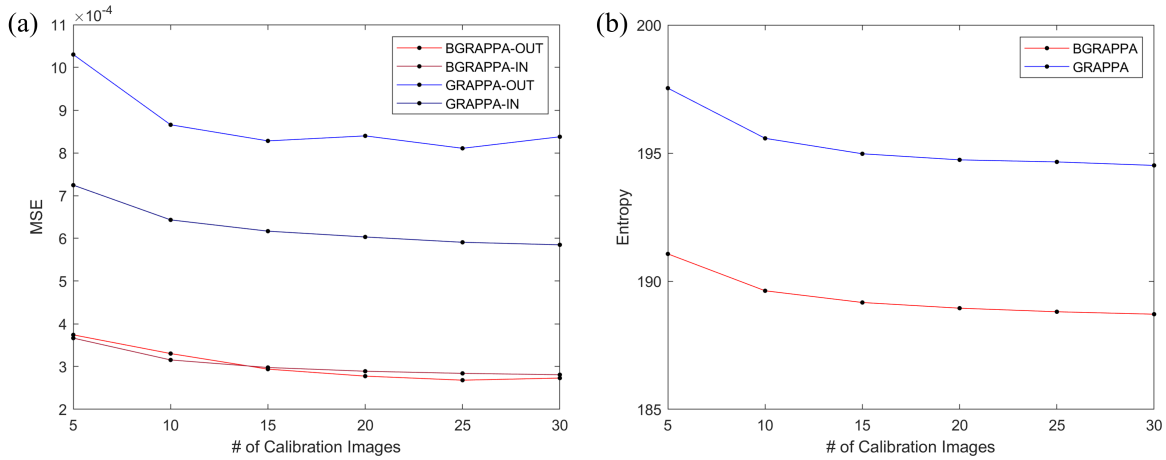 (a)
×10⁻⁴
11
10
9
8
7
6
5
4
3
2
MSE
5 10 15 20 25 30
# of Calibration Images
BGRAPPA-OUT
BGRAPPA-IN
GRAPPA-OUT
GRAPPA-IN
(b)
200
195
190
185
Entropy
5 10 15 20 25 30
# of Calibration Images
BGRAPPA
GRAPPA